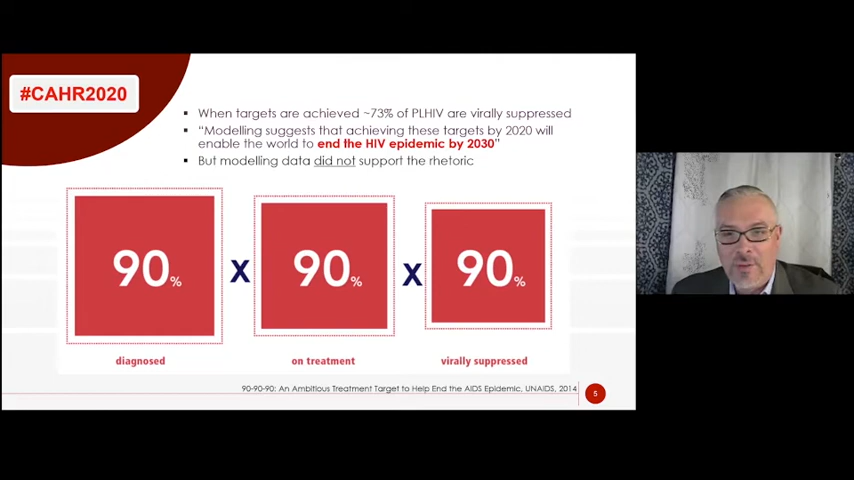 #CAHR2020
When targets are achieved ~73% of PLHIV are virally suppressed
“Modelling suggests that achieving these targets by 2020 will
enable the world to end the HIV epidemic by 2030”
But modelling data did not support the rhetoric
90% X 90% X 90%
diagnosed on treatment virally suppressed
90-90-90: An Ambitious Treatment Target to Help End the AIDS Epidemic, UNAIDS, 2014
5